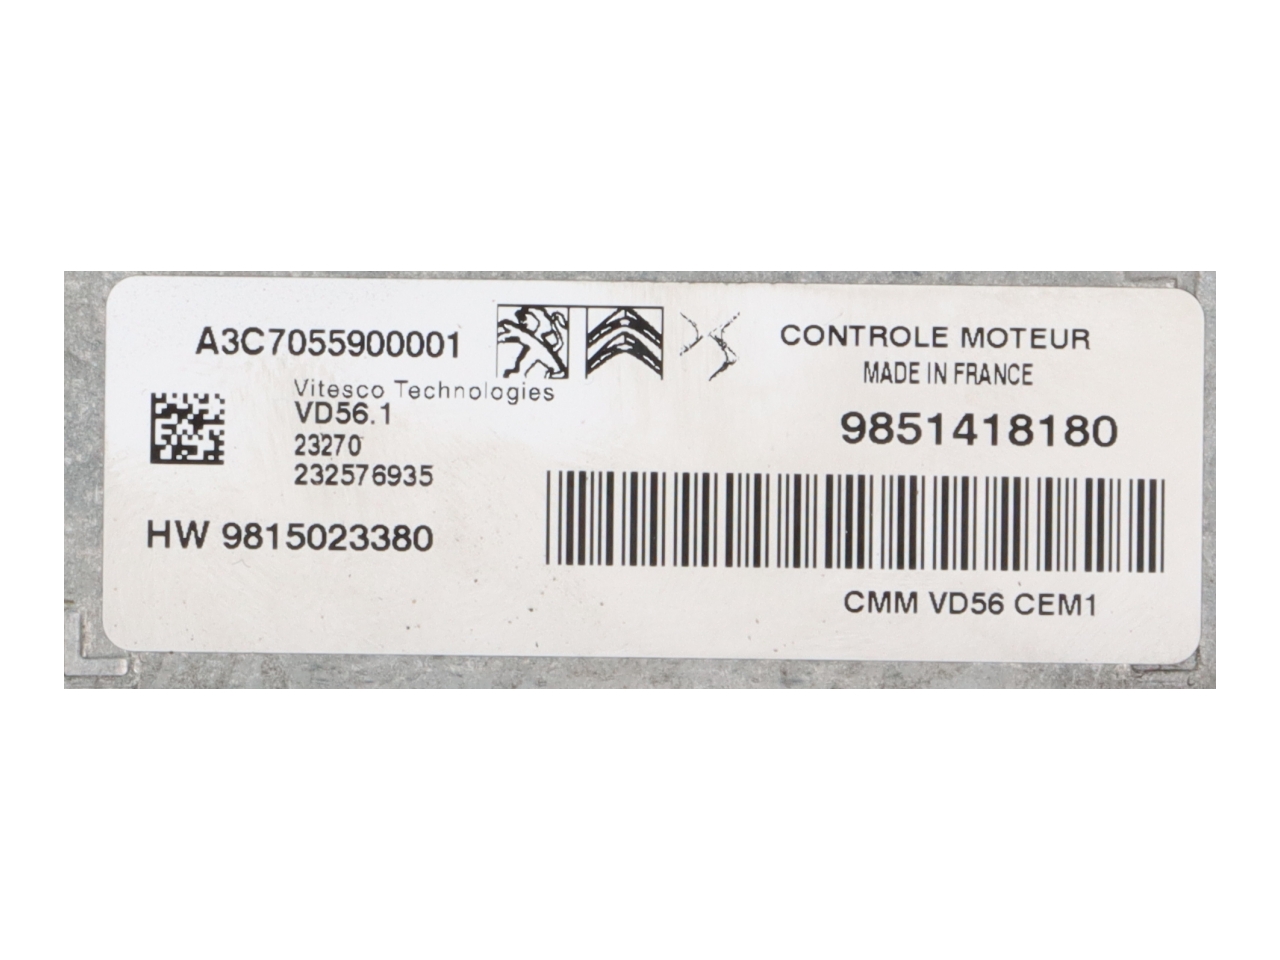 A3C7055900001
Vitesco Technologies
VD56.1
23270
232576935
HW 9815023380
CONTROLE MOTEUR
MADE IN FRANCE
9851418180
CMM VD56 CEM1